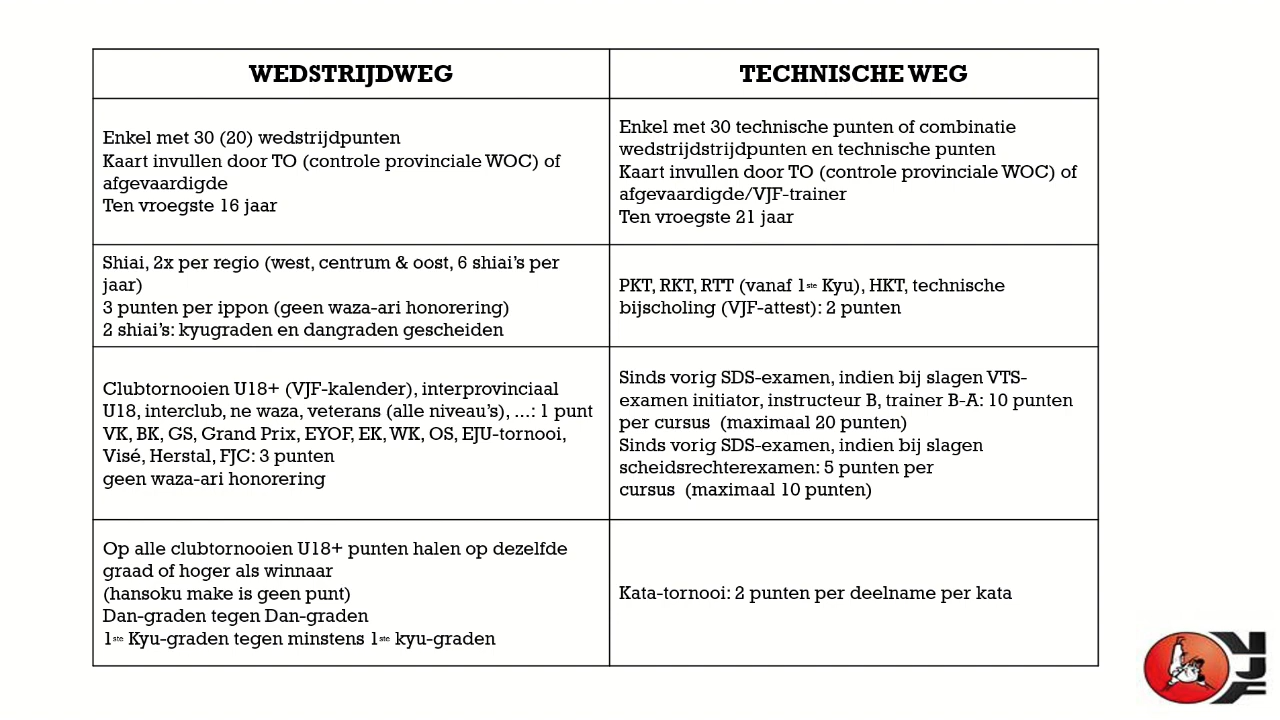 WEDSTRIJDWEG
TECHNISCHE WEG
Enkel met 30 (20) wedstrijdpunten
Kaart invullen door TO (controle provinciale WOC) of
afgevaardigde
Ten vroegste 16 jaar
Enkel met 30 technische punten of combinatie
wedstrijdstrijdpunten en technische punten
Kaart invullen door TO (controle provinciale WOC) of
afgevaardigde/VJF-trainer
Ten vroegste 21 jaar
Shiai, 2x per regio (west, centrum & oost, 6 shiai's per
jaar)
3 punten per ippon (geen waza-ari honorering)
2 shiai's: kyugraden en dangraden gescheiden
PKT, RKT, RTT (vanaf 1ste Kyu), HKT, technische
bijscholing (VJF-attest): 2 punten
Clubtornooien U18+ (VJF-kalender), interprovinciaal
U18, interclub, ne waza, veterans (alle niveau's), ...: 1 punt
VK, BK, GS, Grand Prix, EYOF, EK, WK, OS, EJU-tornooi,
Visé, Herstal, FJC: 3 punten
geen waza-ari honorering
Sinds vorig SDS-examen, indien bij slagen VTS-
examen initiator, instructeur B, trainer B-A: 10 punten
per cursus (maximaal 20 punten)
Sinds vorig SDS-examen, indien bij slagen
scheidsrechterexamen: 5 punten per
cursus (maximaal 10 punten)
Op alle clubtornooien U18+ punten halen op dezelfde
graad of hoger als winnaar
(hansoku make is geen punt)
Dan-graden tegen Dan-graden
1ste Kyu-graden tegen minstens 1ste kyu-graden
Kata-tornooi: 2 punten per deelname per kata
VJF